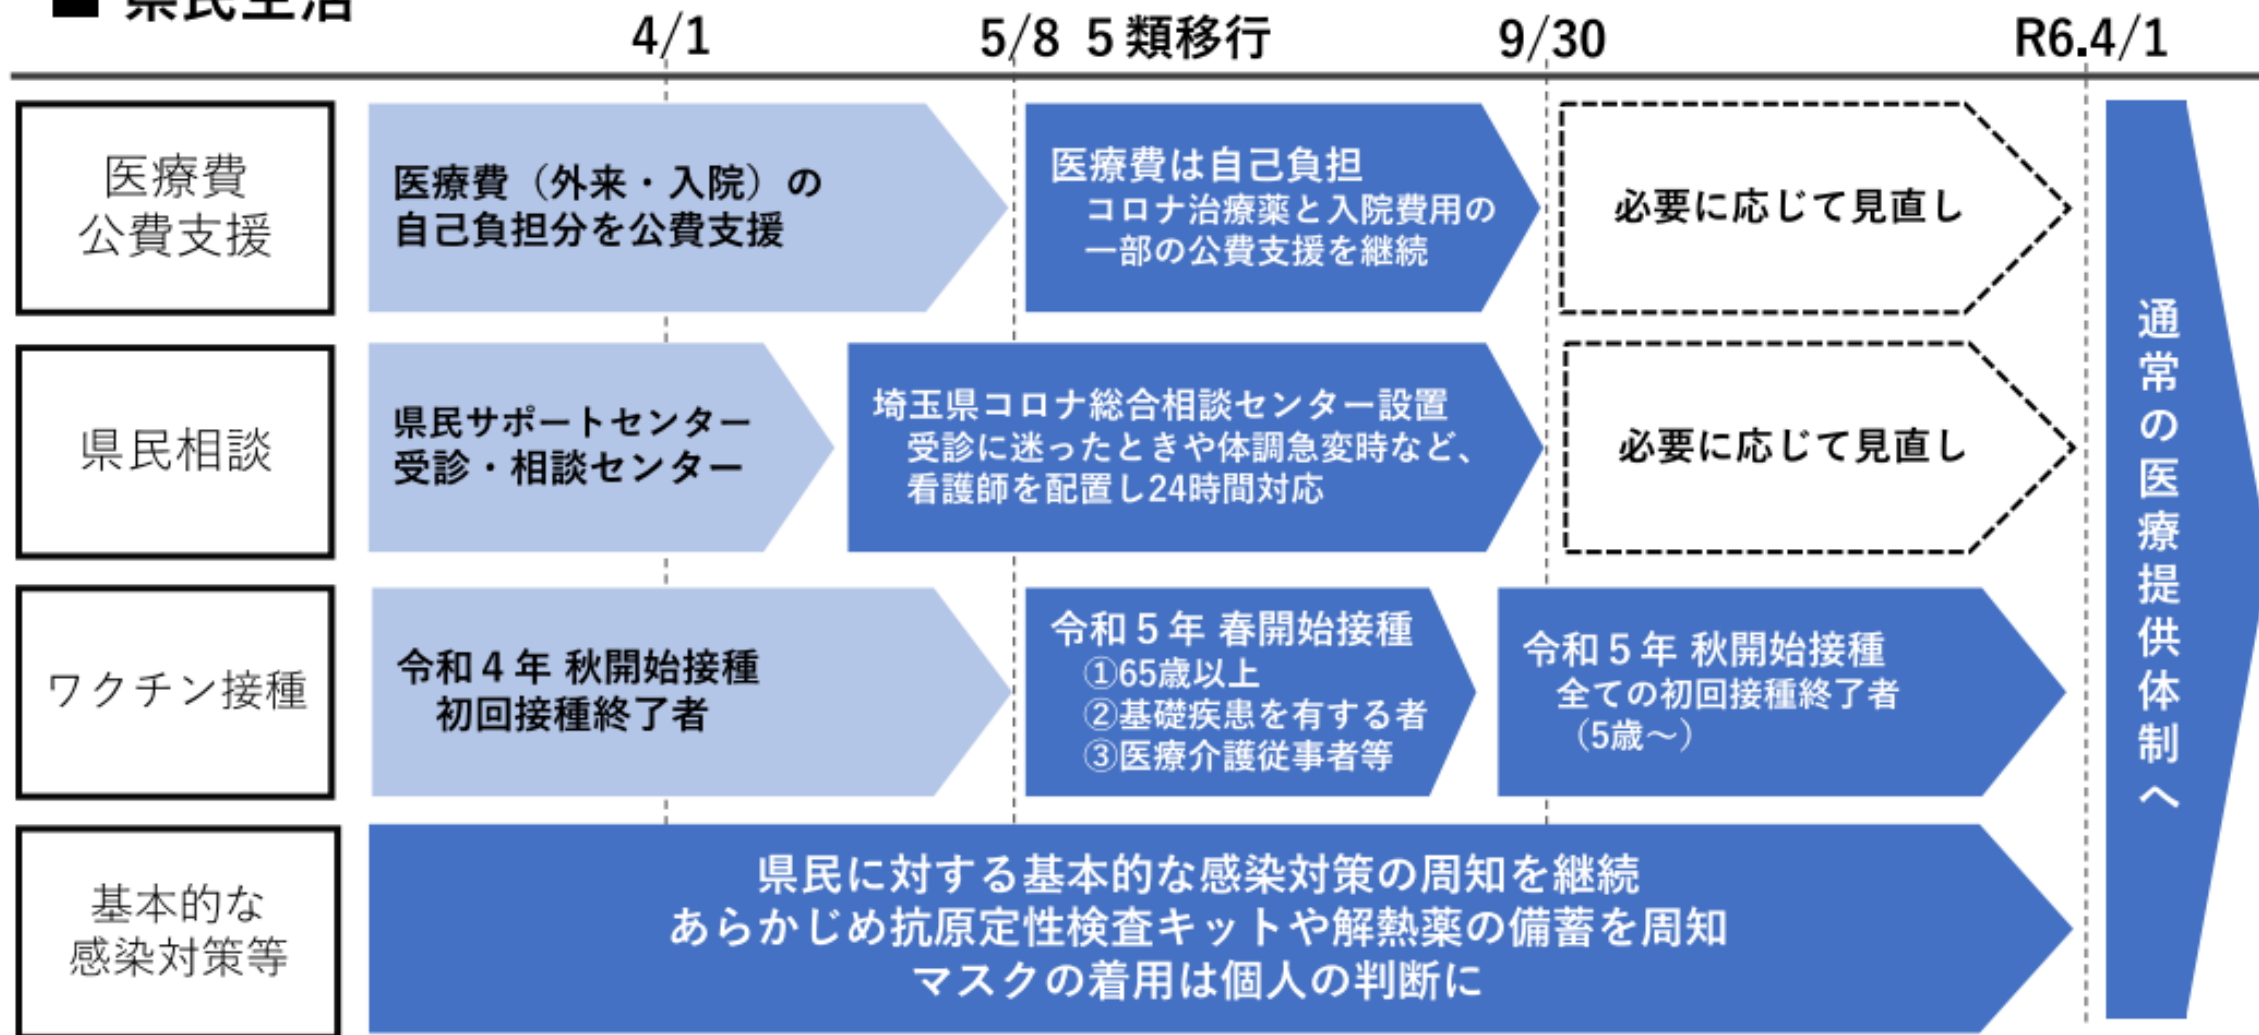 ■ 県民生活
4/1
5/8 ５類移行
9/30
R6.4/1
医療費
公費支援
医療費（外来・入院）の
自己負担分を公費支援
医療費は自己負担
コロナ治療薬と入院費用の
一部の公費支援を継続
必要に応じて見直し
県民相談
県民サポートセンター
受診・相談センター
埼玉県コロナ総合相談センター設置
受診に迷ったときや体調急変時など、
看護師を配置し24時間対応
必要に応じて見直し
ワクチン接種
令和４年 秋開始接種
初回接種終了者
令和５年 春開始接種
①65歳以上
②基礎疾患を有する者
③医療介護従事者等
令和５年 秋開始接種
全ての初回接種終了者
（5歳～）
基本的な
感染対策等
県民に対する基本的な感染対策の周知を継続
あらかじめ抗原定性検査キットや解熱薬の備蓄を周知
マスクの着用は個人の判断に
通常の医療提供体制へ